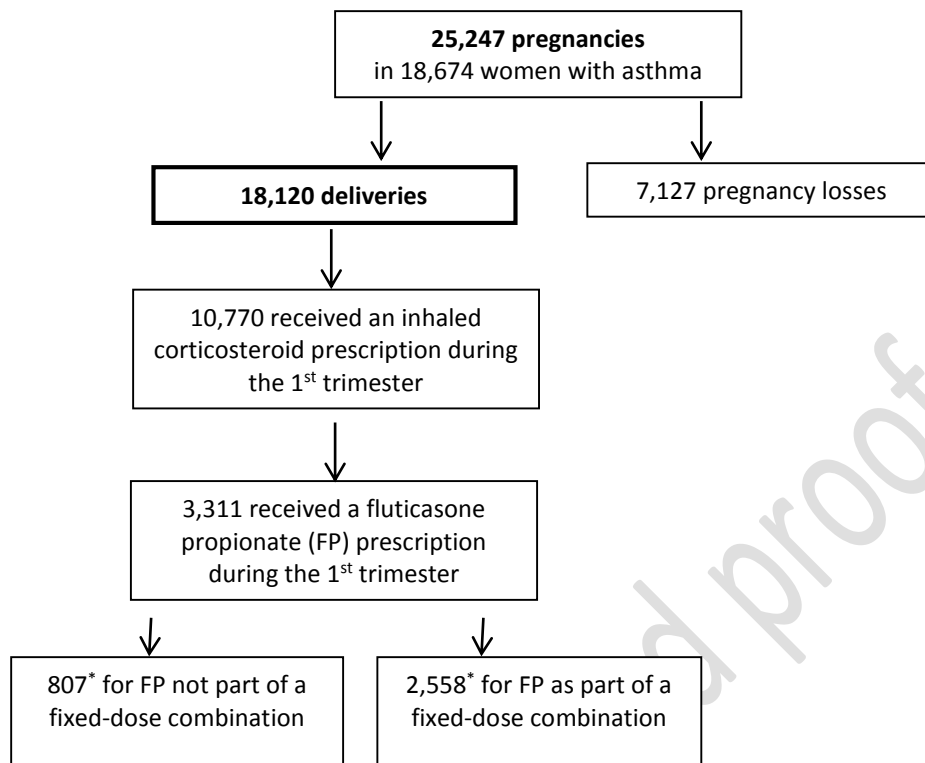 25,247 pregnancies
in 18,674 women with asthma
18,120 deliveries
7,127 pregnancy losses
10,770 received an inhaled
corticosteroid prescription during
the 1st trimester
3,311 received a fluticasone
propionate (FP) prescription
during the 1st trimester
807* for FP not part of a
fixed-dose combination
2,558* for FP as part of a
fixed-dose combination
d proof